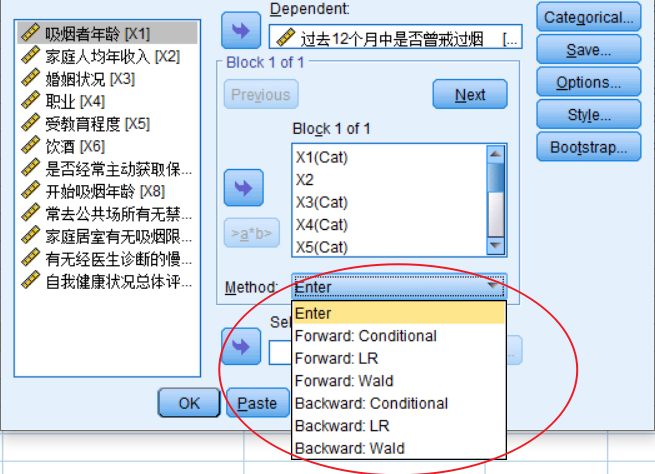 吸烟者年龄 [X1]
家庭人均年收入 [X2]
婚姻状况 [X3]
职业 [X4]
受教育程度 [X5]
饮酒 [X6]
是否经常主动获取保...
开始吸烟年龄 [X8]
常去公共场所有无禁...
家庭居室有无吸烟限...
有无经医生诊断的慢...
自我健康状况总体评...
Dependent:
过去12个月中是否曾戒过烟 [...
Block 1 of 1
Previous
Next
Block 1 of 1
X1(Cat)
X2
X3(Cat)
X4(Cat)
X5(Cat)
>a*b>
Method:
Enter
Enter
Forward: Conditional
Forward: LR
Forward: Wald
Backward: Conditional
Backward: LR
Backward: Wald
Sel
OK
Paste
Categorical...
Save...
Options...
Style...
Bootstrap...